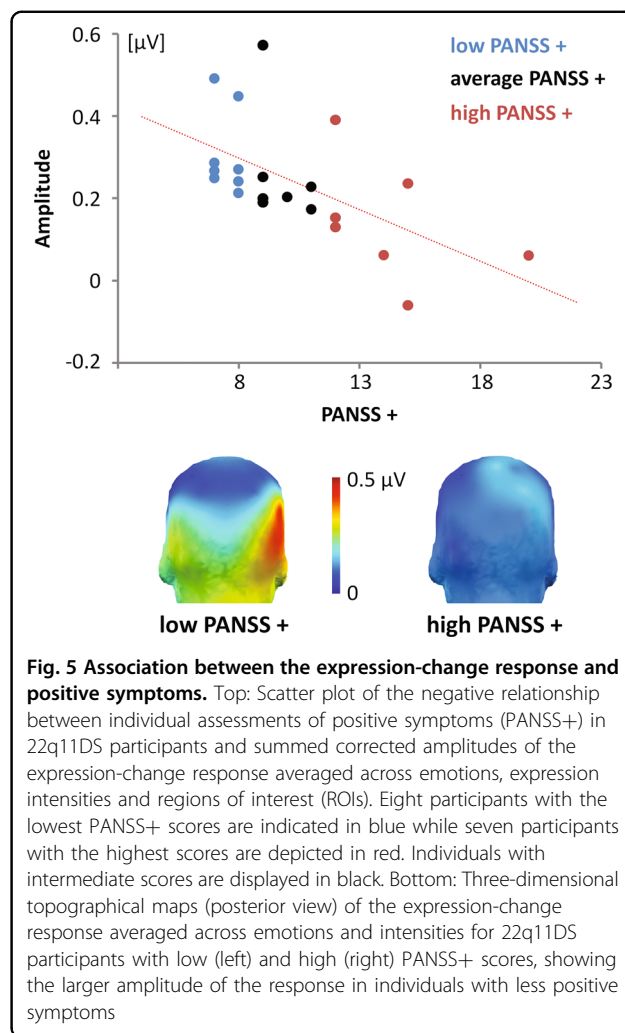 0.6
[µV]
low PANSS +
average PANSS +
high PANSS +
0.4
Amplitude
0.2
0
-0.2
8
13
18
23
PANSS +
0.5 µV
0
low PANSS +
high PANSS +
Fig. 5 Association between the expression-change response and
positive symptoms. Top: Scatter plot of the negative relationship
between individual assessments of positive symptoms (PANSS+) in
22q11DS participants and summed corrected amplitudes of the
expression-change response averaged across emotions, expression
intensities and regions of interest (ROIs). Eight participants with the
lowest PANSS+ scores are indicated in blue while seven participants
with the highest scores are depicted in red. Individuals with
intermediate scores are displayed in black. Bottom: Three-dimensional
topographical maps (posterior view) of the expression-change
response averaged across emotions and intensities for 22q11DS
participants with low (left) and high (right) PANSS+ scores, showing
the larger amplitude of the response in individuals with less positive
symptoms